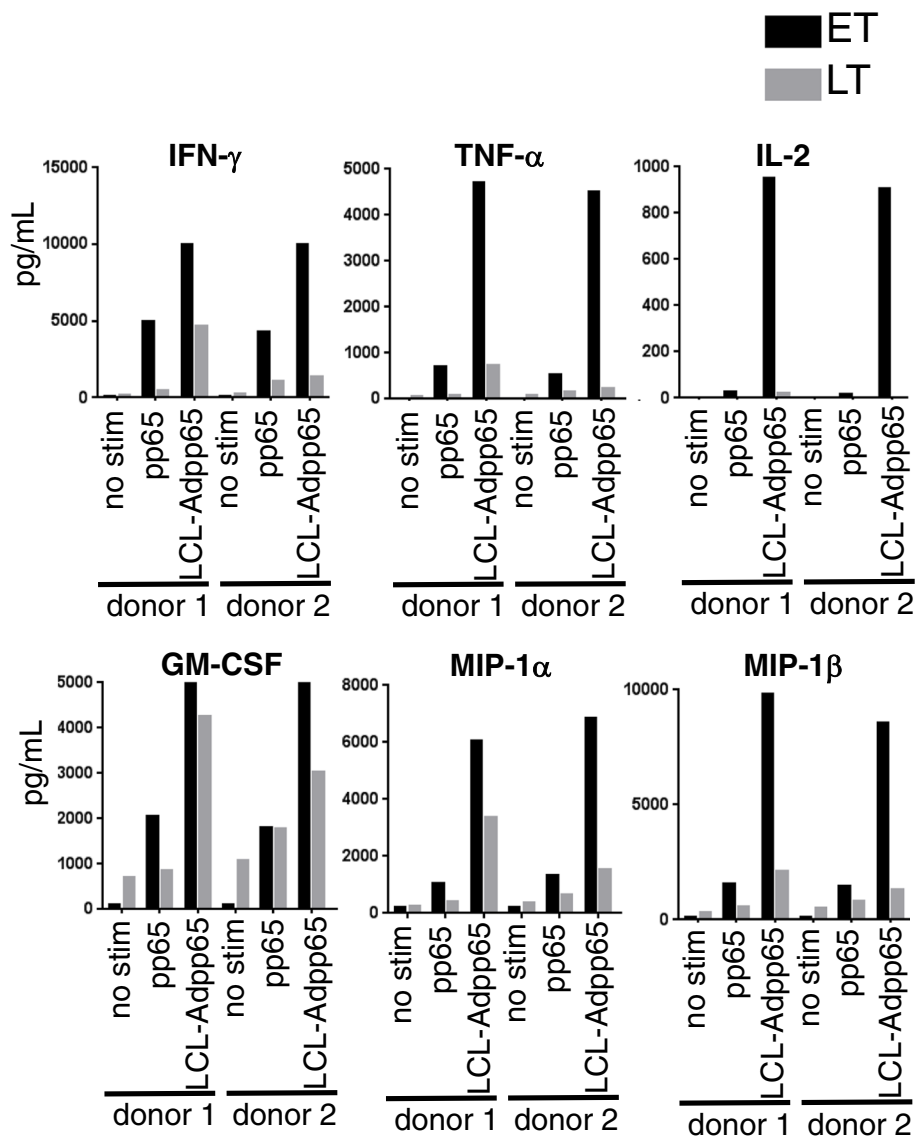 ET
LT
IFN-γ
TNF-α
IL-2
pg/mL
15000
10000
5000
0
5000
4000
3000
2000
1000
0
1000
800
600
400
200
0
no stim
pp65
LCL-Adpp65
no stim
pp65
LCL-Adpp65
no stim
pp65
LCL-Adpp65
no stim
pp65
LCL-Adpp65
no stim
pp65
LCL-Adpp65
no stim
pp65
LCL-Adpp65
donor 1
donor 2
donor 1
donor 2
donor 1
donor 2
GM-CSF
MIP-1α
MIP-1β
pg/mL
5000
4000
3000
2000
1000
0
8000
6000
4000
2000
0
10000
5000
0
no stim
pp65
LCL-Adpp65
no stim
pp65
LCL-Adpp65
no stim
pp65
LCL-Adpp65
no stim
pp65
LCL-Adpp65
no stim
pp65
LCL-Adpp65
no stim
pp65
LCL-Adpp65
donor 1
donor 2
donor 1
donor 2
donor 1
donor 2